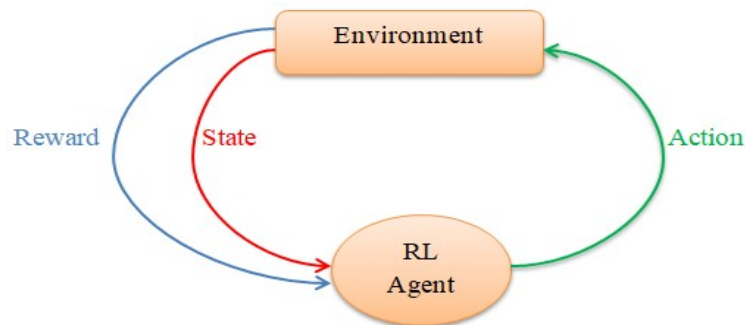 Environment
Reward
State
Action
RL
Agent